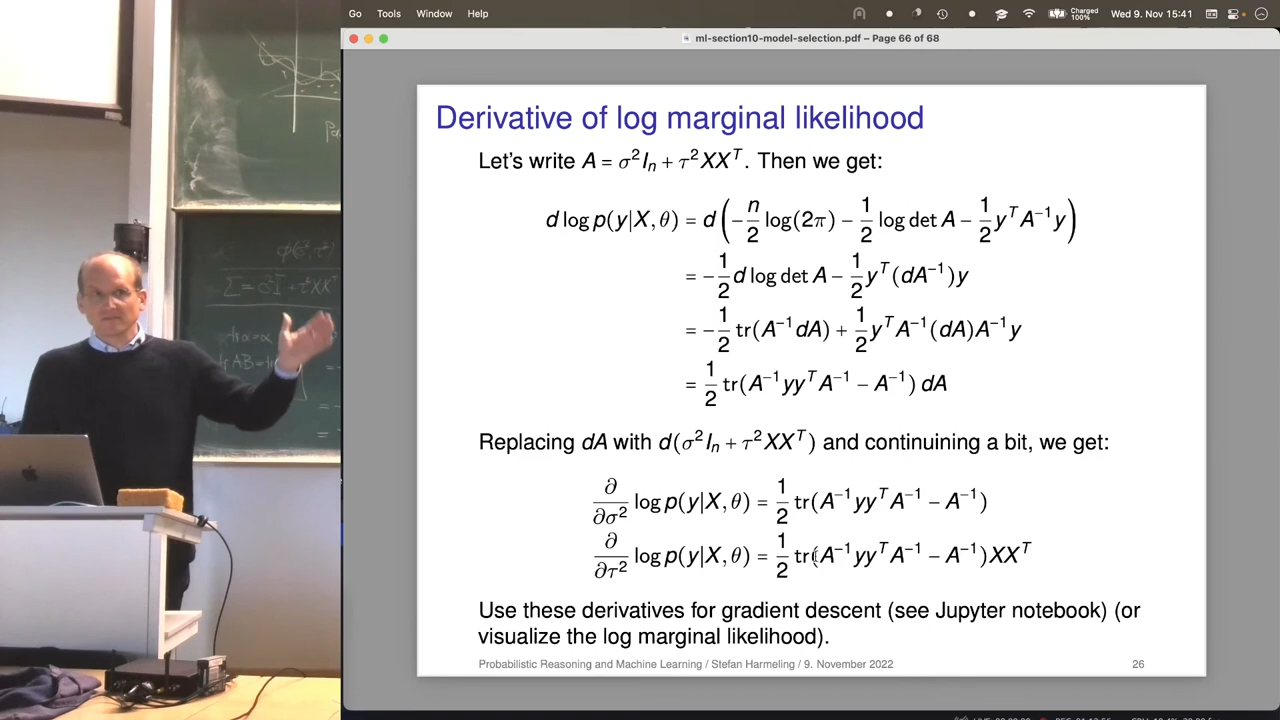 Go Tools Window Help
Charged 100% Wed 9. Nov 15:41
ml-section10-model-selection.pdf – Page 66 of 68
Derivative of log marginal likelihood
Let's write A = σ²Iₙ + τ²XXᵀ. Then we get:
d log p(y|X, θ) = d(−n/2 log(2π) − 1/2 log det A − 1/2 yᵀA⁻¹y)
= −1/2 d log det A − 1/2 yᵀ(dA⁻¹)y
= −1/2 tr(A⁻¹dA) + 1/2 yᵀA⁻¹(dA)A⁻¹y
= 1/2 tr(A⁻¹yyᵀA⁻¹ − A⁻¹) dA
Replacing dA with d(σ²Iₙ + τ²XXᵀ) and continuining a bit, we get:
∂/∂σ² log p(y|X, θ) = 1/2 tr(A⁻¹yyᵀA⁻¹ − A⁻¹)
∂/∂τ² log p(y|X, θ) = 1/2 tr(A⁻¹yyᵀA⁻¹ − A⁻¹)XXᵀ
Use these derivatives for gradient descent (see Jupyter notebook) (or
visualize the log marginal likelihood).
Probabilistic Reasoning and Machine Learning / Stefan Harmeling / 9. November 2022 26